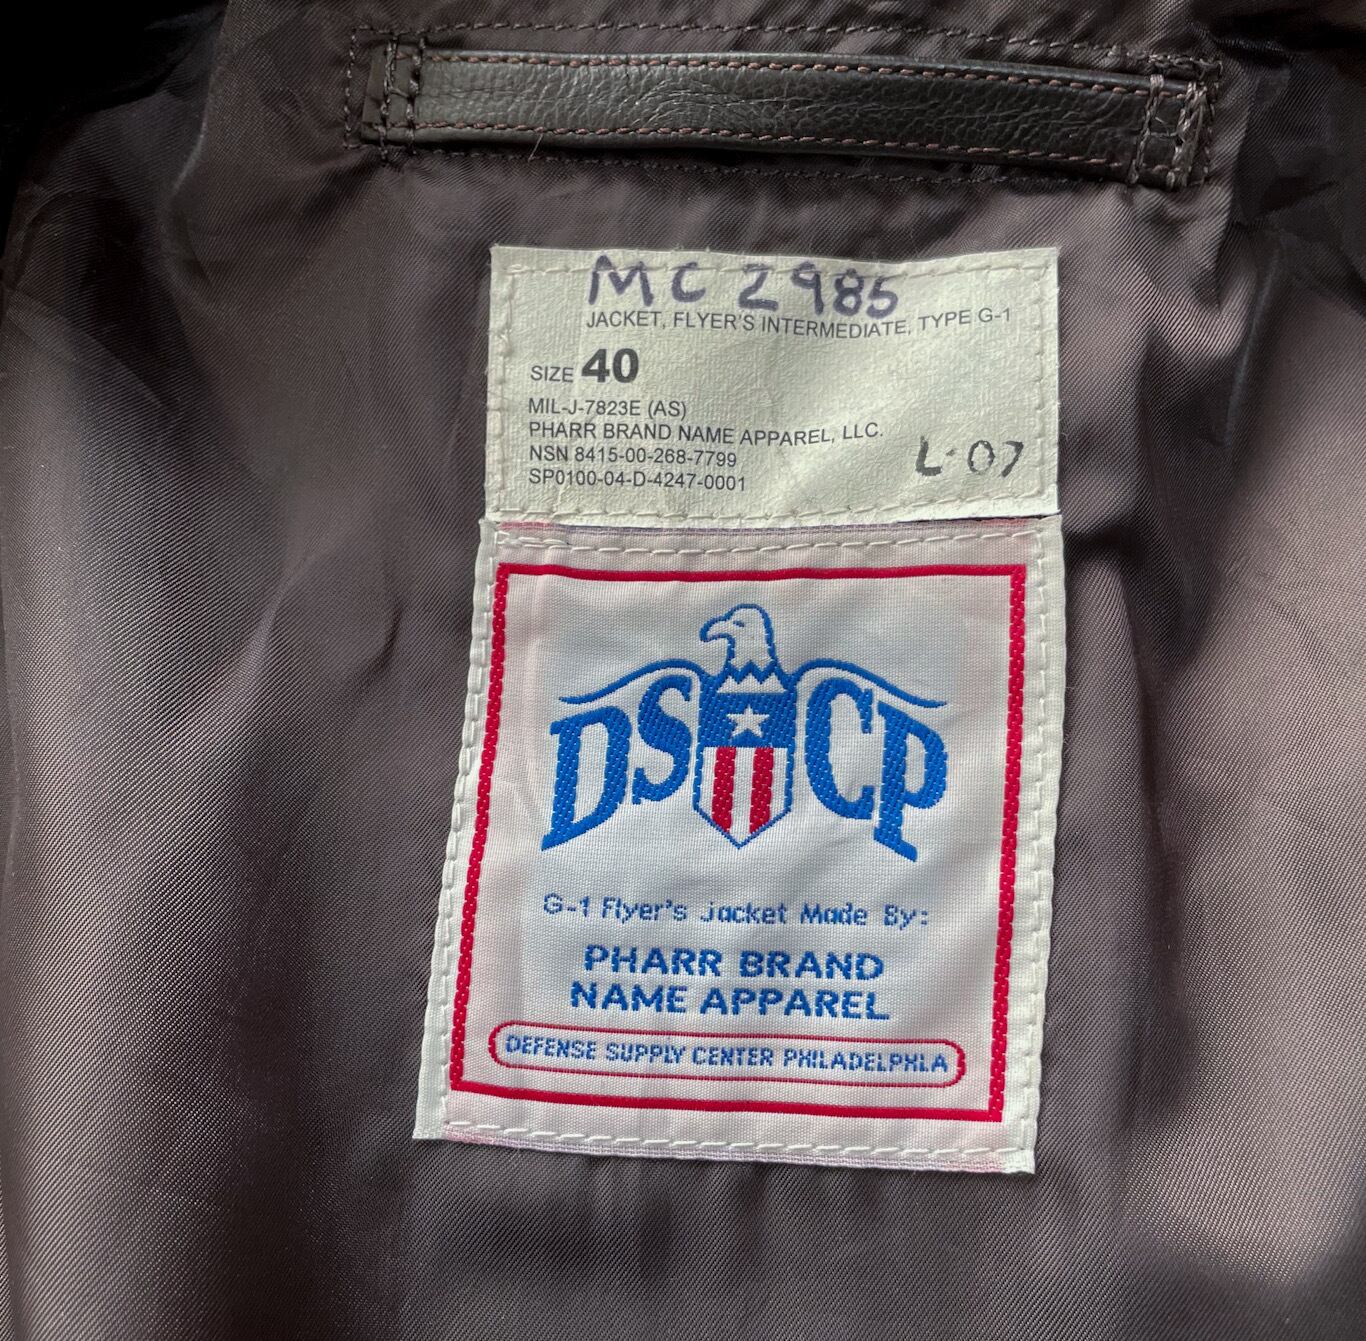 MC 2985
JACKET, FLYER'S INTERMEDIATE, TYPE G-1
SIZE 40
MIL-J-7823E (AS)
PHARR BRAND NAME APPAREL, LLC.
NSN 8415-00-268-7799
L-07
SP0100-04-D-4247-0001
DSCP
G-1 Flyer's Jacket Made By:
PHARR BRAND
NAME APPAREL
DEFENSE SUPPLY CENTER PHILADELPHIA